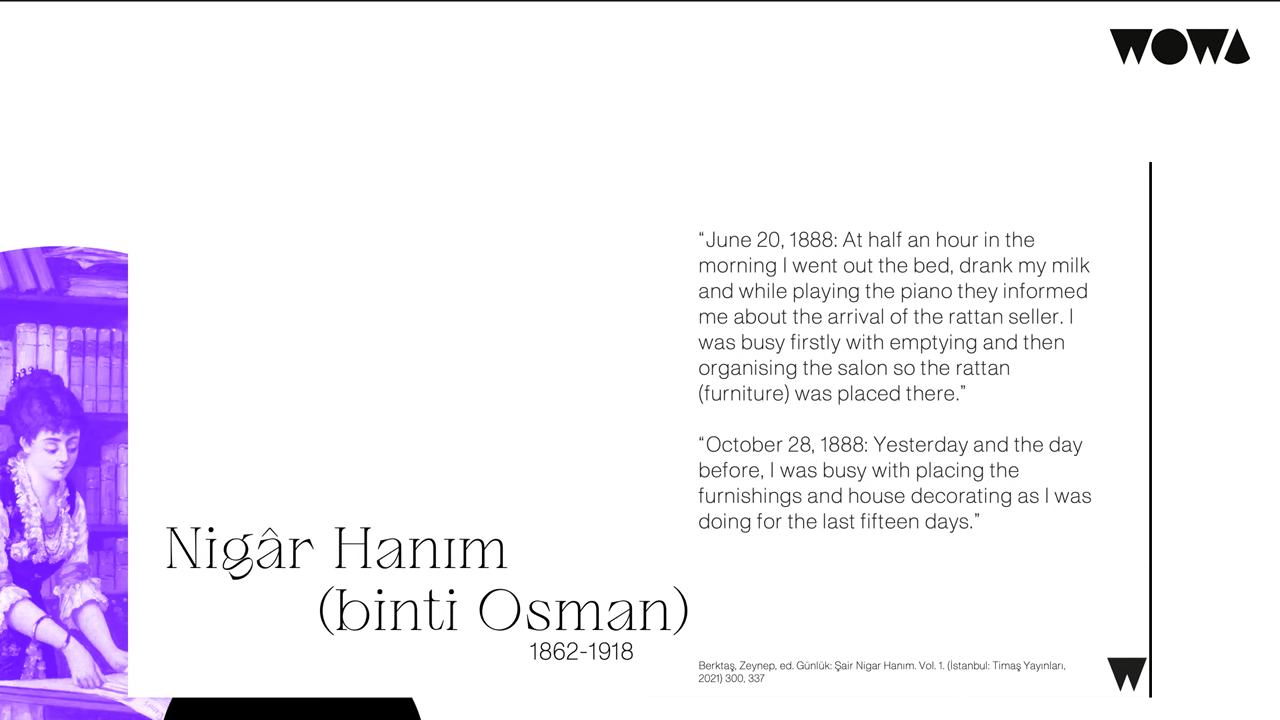 WOWA
“June 20, 1888: At half an hour in the
morning I went out the bed, drank my milk
and while playing the piano they informed
me about the arrival of the rattan seller. I
was busy firstly with emptying and then
organising the salon so the rattan
(furniture) was placed there.”
“October 28, 1888: Yesterday and the day
before, I was busy with placing the
furnishings and house decorating as I was
doing for the last fifteen days.”
Nigâr Hanım
(binti Osman)
1862-1918
Berktaş, Zeynep, ed. Günlük: Şair Nigar Hanım. Vol. 1. (İstanbul: Timaş Yayınları,
2021) 300, 337
W